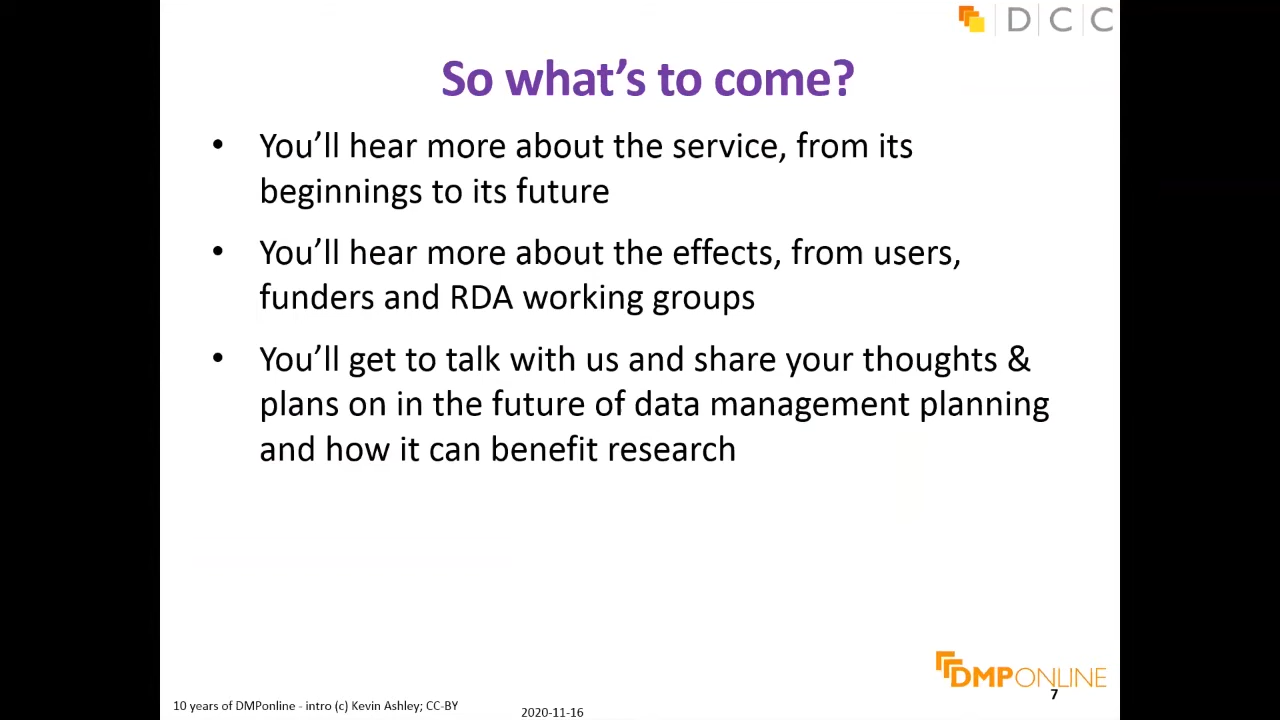 D C C
So what's to come?
• You'll hear more about the service, from its
beginnings to its future
• You'll hear more about the effects, from users,
funders and RDA working groups
• You'll get to talk with us and share your thoughts &
plans on in the future of data management planning
and how it can benefit research
DMPONLINE
7
10 years of DMPonline - intro (c) Kevin Ashley; CC-BY
2020-11-16